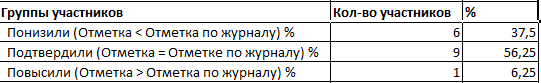 Группы участников Кол-во участников %
Понизили (Отметка < Отметка по журналу) % 6 37,5
Подтвердили (Отметка = Отметке по журналу) % 9 56,25
Повысили (Отметка > Отметка по журналу) % 1 6,25